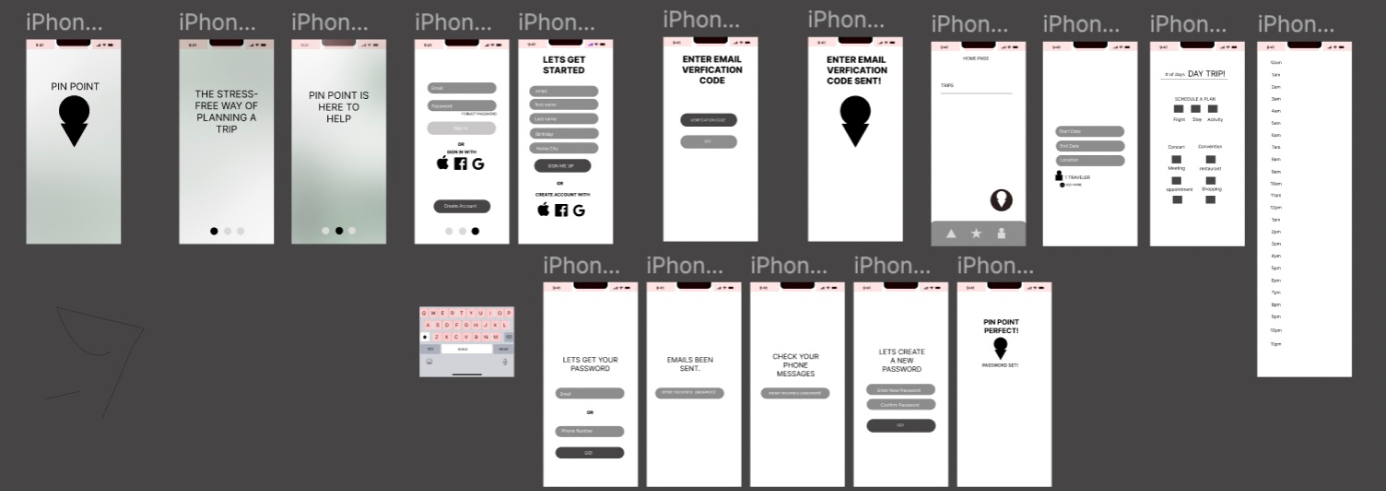 iPhon...
iPhon...
iPhon...
iPhon...
iPhon...
iPhon...
iPhon...
iPhon...
iPhon...
iPhon...
iPhon...
PIN POINT
THE STRESS-
FREE WAY OF
PLANNING A
TRIP
PIN POINT IS
HERE TO
HELP
Email
Password
FORGOT PASSWORD
OR
SIGN IN WITH
G
Create Account
LETS GET
STARTED
email
first name
Last name
Birthday
Home City
SIGN ME UP
OR
CREATE ACCOUNT WITH
G
ENTER EMAIL
VERFICATION
CODE
VERIFICATION CODE
GO!
ENTER EMAIL
VERFICATION
CODE SENT!
HOME PAGE
TRIPS
Start Date
End Date
Location
1 TRAVELER
# of days DAY TRIP!
SCHEDULE A PLAN
Flight Stay Activity
Concert Convention
Meeting restaurant
appointment Shopping
12am
1am
2am
3am
4am
5am
6am
7am
8am
9am
10am
11am
12pm
1pm
2pm
3pm
4pm
5pm
6pm
7pm
8pm
9pm
10pm
11pm
iPhon...
iPhon...
iPhon...
iPhon...
iPhon...
Q W E R T Y U I O P
A S D F G H J K L
Z X C V B N M
LETS GET YOUR
PASSWORD
Email
OR
Phone Number
GO!
EMAILS BEEN
SENT.
enter recovery password
CHECK YOUR
PHONE
MESSAGES
enter recovery password
LETS CREATE
A NEW
PASSWORD
Enter New Password
Confirm Password
GO!
PIN POINT
PERFECT!
PASSWORD SET!